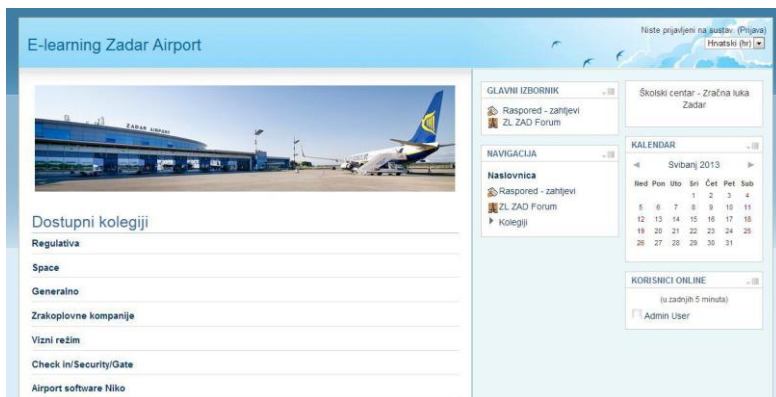 Niste prijavljeni na sustav. (Prijava)
Hrvatski (hr)
E-learning Zadar Airport
ZADAR AIRPORT
Dostupni kolegiji
Regulativa
Space
Generalno
Zrakoplovne kompanije
Vizni režim
Check in/Security/Gate
Airport software Niko
GLAVNI IZBORNIK
Raspored - zahtjevi
ZL ZAD Forum
NAVIGACIJA
Naslovnica
Raspored - zahtjevi
ZL ZAD Forum
Kolegiji
Školski centar - Zračna luka
Zadar
KALENDAR
Svibanj 2013
Ned Pon Uto Sri Čet Pet Sub
1 2 3 4
5 6 7 8 9 10 11
12 13 14 15 16 17 18
19 20 21 22 23 24 25
26 27 28 29 30 31
KORISNICI ONLINE
(u zadnjih 5 minuta)
Admin User